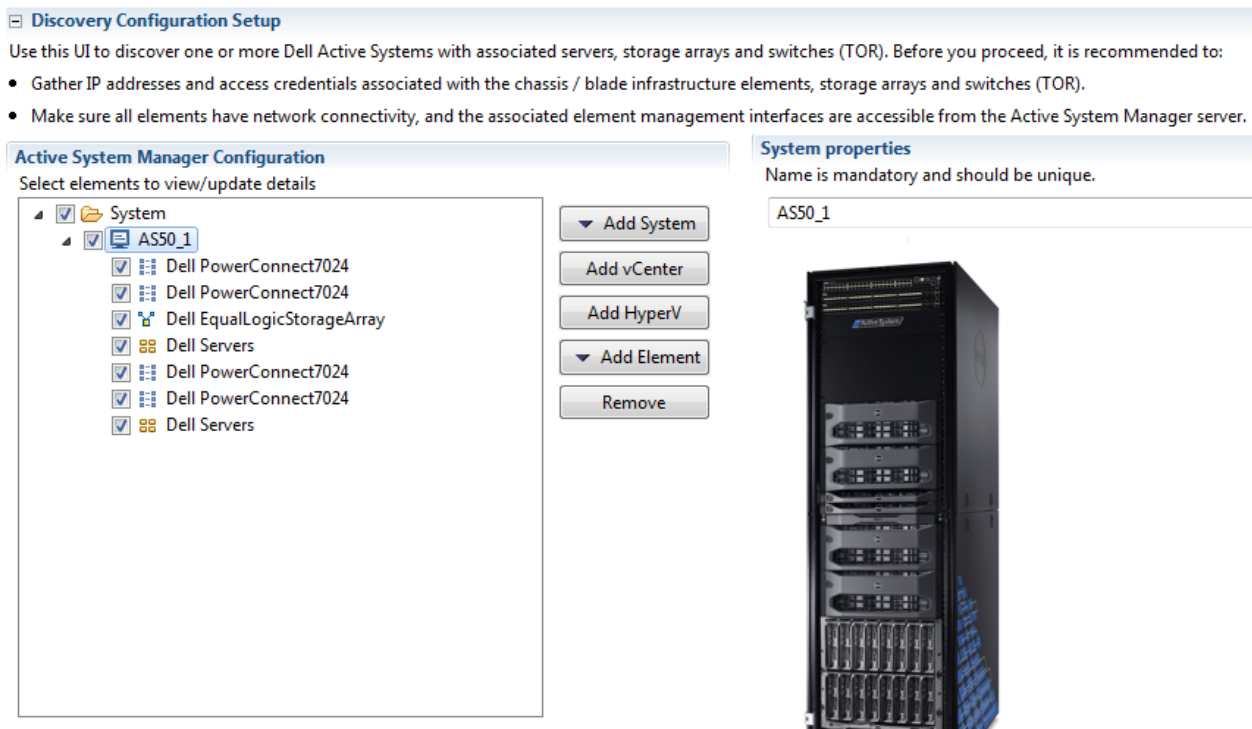 Discovery Configuration Setup
Use this UI to discover one or more Dell Active Systems with associated servers, storage arrays and switches (TOR). Before you proceed, it is recommended to:
• Gather IP addresses and access credentials associated with the chassis / blade infrastructure elements, storage arrays and switches (TOR).
• Make sure all elements have network connectivity, and the associated element management interfaces are accessible from the Active System Manager server.
Active System Manager Configuration
Select elements to view/update details
System
AS50_1
Dell PowerConnect7024
Dell PowerConnect7024
Dell EqualLogicStorageArray
Dell Servers
Dell PowerConnect7024
Dell PowerConnect7024
Dell Servers
Add System
Add vCenter
Add HyperV
Add Element
Remove
System properties
Name is mandatory and should be unique.
AS50_1
Active System